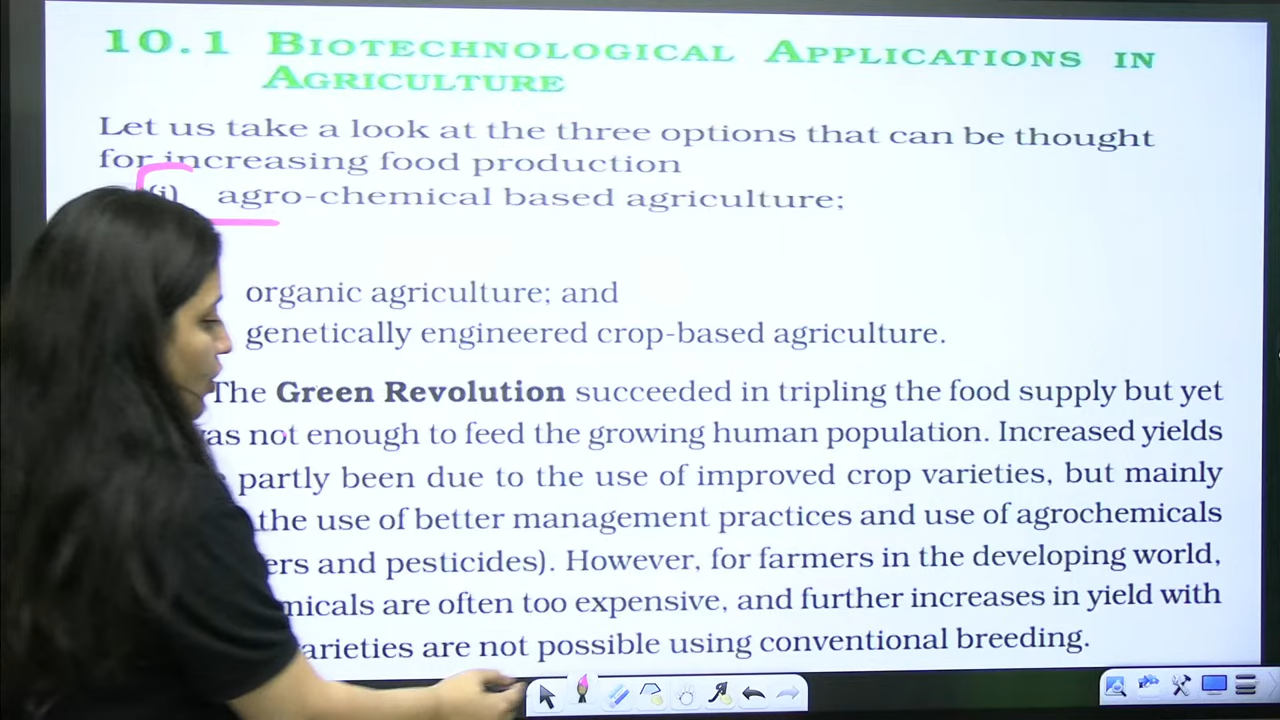 10.1 BIOTECHNOLOGICAL APPLICATIONS IN
AGRICULTURE
Let us take a look at the three options that can be thought
for increasing food production
(i) agro-chemical based agriculture;
organic agriculture; and
genetically engineered crop-based agriculture.
The Green Revolution succeeded in tripling the food supply but yet
not enough to feed the growing human population. Increased yields
partly been due to the use of improved crop varieties, but mainly
the use of better management practices and use of agrochemicals
and pesticides). However, for farmers in the developing world,
are often too expensive, and further increases in yield with
are not possible using conventional breeding.